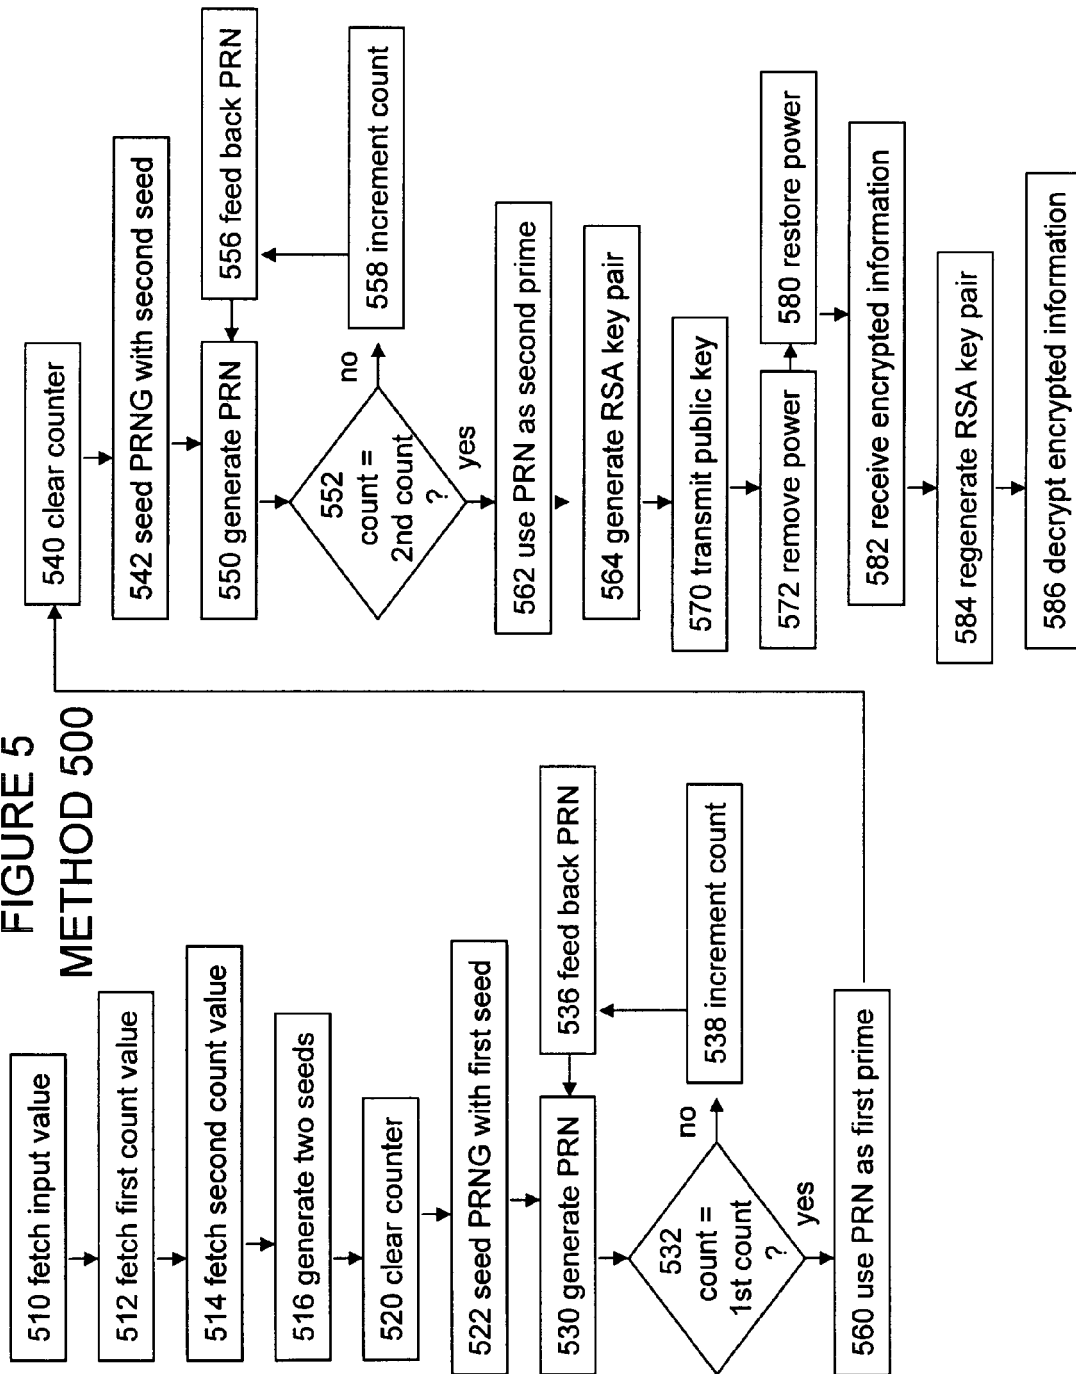 FIGURE 5
METHOD 500
510 fetch input value
512 fetch first count value
514 fetch second count value
516 generate two seeds
520 clear counter
522 seed PRNG with first seed
530 generate PRN
536 feed back PRN
532
count =
1st count
?
no
538 increment count
yes
560 use PRN as first prime
540 clear counter
542 seed PRNG with second seed
550 generate PRN
556 feed back PRN
552
count =
2nd count
?
no
558 increment count
yes
562 use PRN as second prime
564 generate RSA key pair
570 transmit public key
572 remove power
580 restore power
582 receive encrypted information
584 regenerate RSA key pair
586 decrypt encrypted information